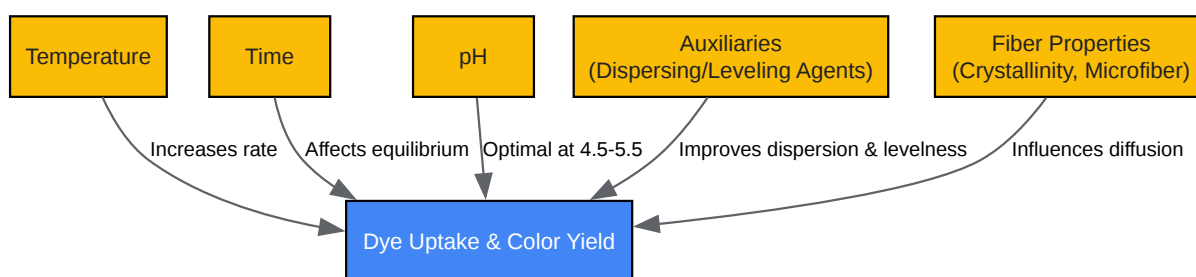 Temperature
Time
pH
Auxiliaries
(Dispersing/Leveling Agents)
Fiber Properties
(Crystallinity, Microfiber)
Increases rate
Affects equilibrium
Optimal at 4.5-5.5
Improves dispersion & levelness
Influences diffusion
Dye Uptake & Color Yield